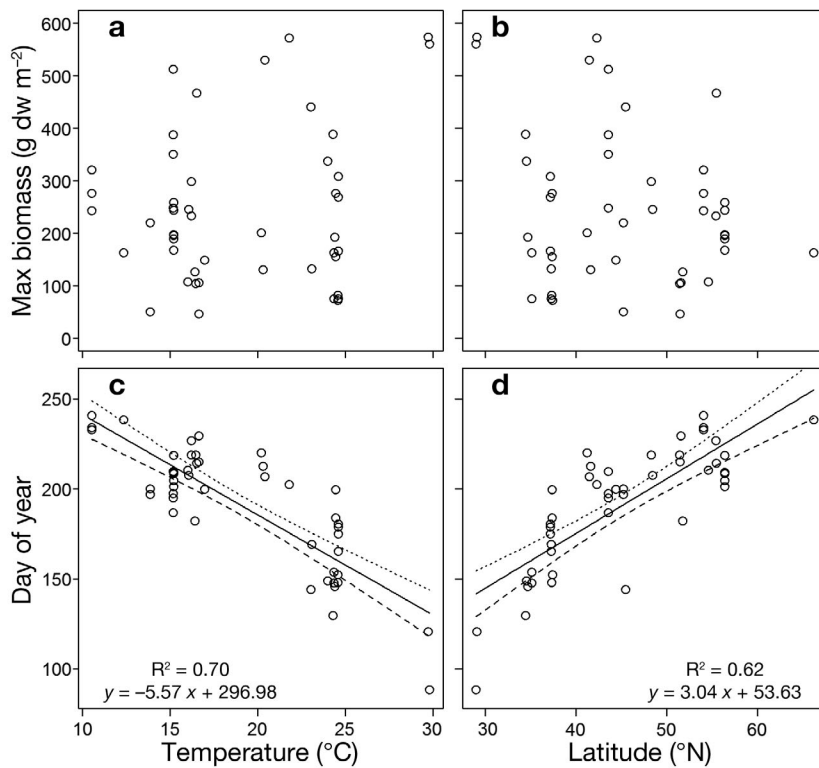 a
b
Max biomass (g dw m⁻²)
600
500
400
300
200
100
0
c
d
Day of year
250
200
150
100
R² = 0.70
y = –5.57 x + 296.98
R² = 0.62
y = 3.04 x + 53.63
10 15 20 25 30
30 40 50 60
Temperature (°C)
Latitude (°N)